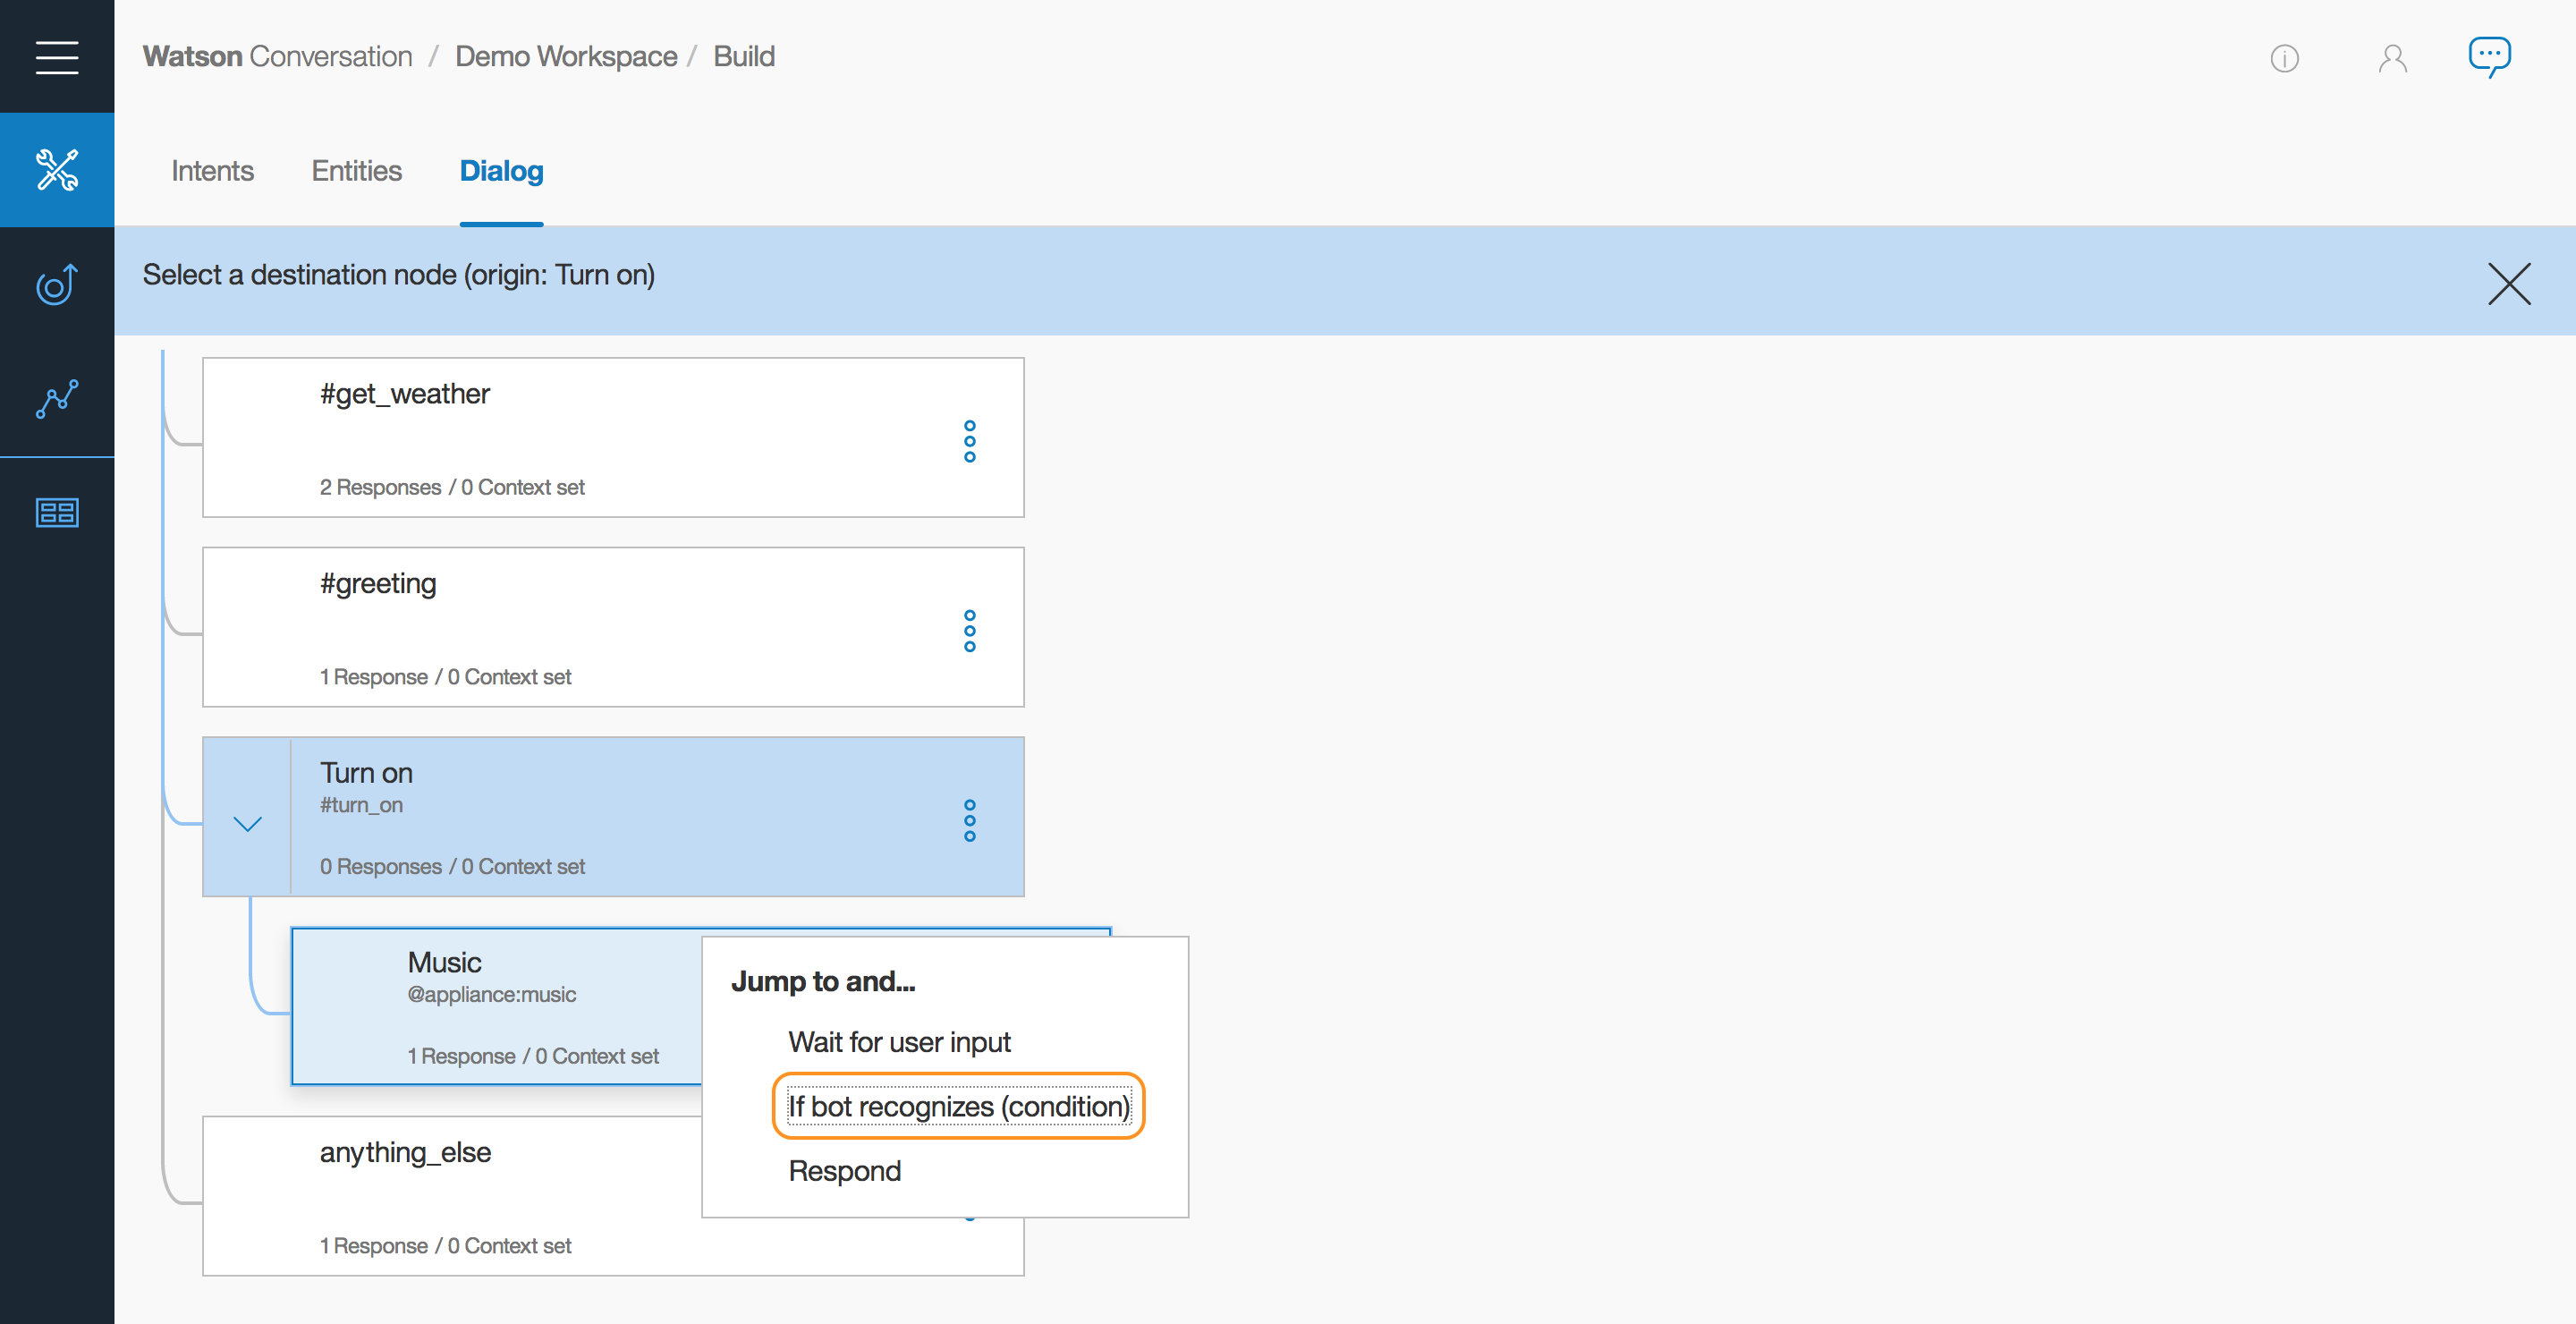 Watson Conversation / Demo Workspace / Build
Intents Entities Dialog
Select a destination node (origin: Turn on)
#get_weather
2 Responses / 0 Context set
#greeting
1 Response / 0 Context set
Turn on
#turn_on
0 Responses / 0 Context set
Music
@appliance:music
1 Response / 0 Context set
Jump to and...
Wait for user input
If bot recognizes (condition)
Respond
anything_else
1 Response / 0 Context set